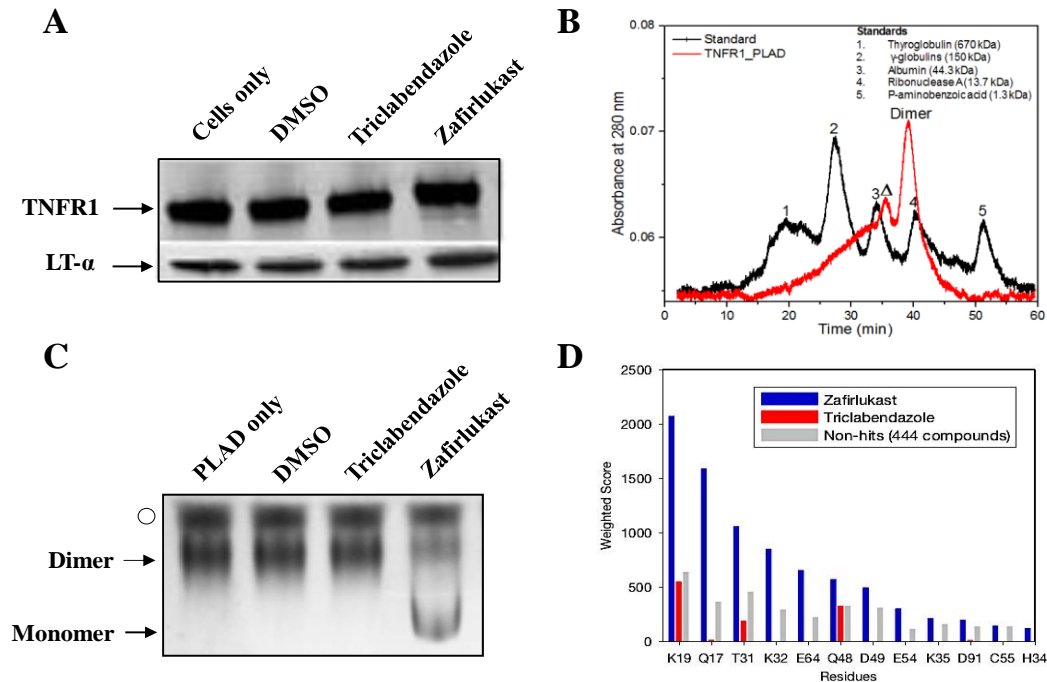 A
Cells only
DMSO
Triclabendazole
Zafirlukast
TNFR1
LT-α
B
0.08
0.07
0.06
Absorbance at 280 nm
Standard
TNFR1_PLAD
Standards
1. Thyroglobulin (670 kDa)
2. γ-globulins (150 kDa)
3. Albumin (44.3 kDa)
4. Ribonuclease A (13.7 kDa)
5. P-aminobenzoic acid (1.3 kDa)
Dimer
1
2
3
Δ
4
5
0 10 20 30 40 50 60
Time (min)
C
PLAD only
DMSO
Triclabendazole
Zafirlukast
Dimer
Monomer
D
2500
2000
1500
1000
500
0
Weighted Score
Zafirlukast
Triclabendazole
Non-hits (444 compounds)
K19 Q17 T31 K32 E64 Q48 D49 E54 K35 D91 C55 H34
Residues